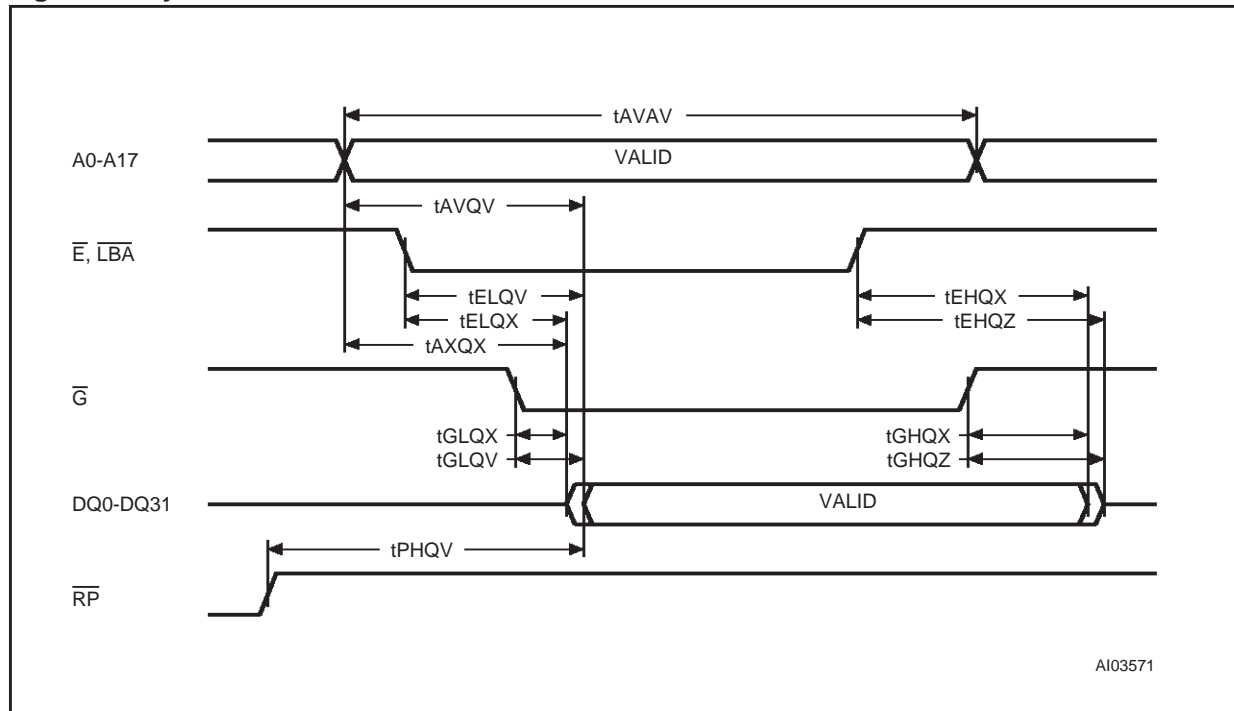 tAVAV
A0-A17
VALID
tAVQV
E, LBA
tELQV
tEHQX
tELQX
tEHQZ
tAXQX
G
tGLQX
tGHQX
tGLQV
tGHQZ
DQ0-DQ31
VALID
tPHQV
RP
AI03571